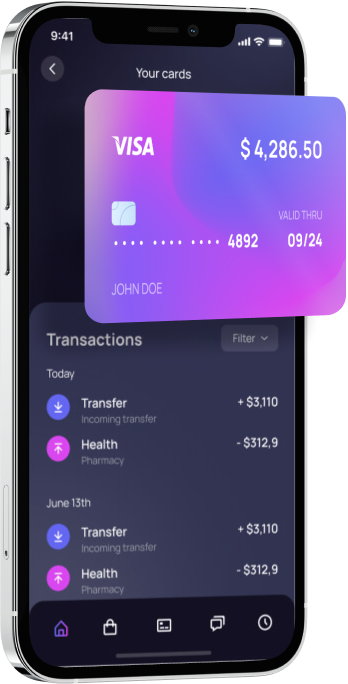 9:41
Your cards
VISA
$ 4,286.50
VALID THRU
•••• •••• •••• 4892 09/24
JOHN DOE
Transactions
Filter
Today
Transfer + $3,110
Incoming transfer
Health - $312,9
Pharmacy
June 13th
Transfer + $3,110
Incoming transfer
Health - $312,9
Pharmacy